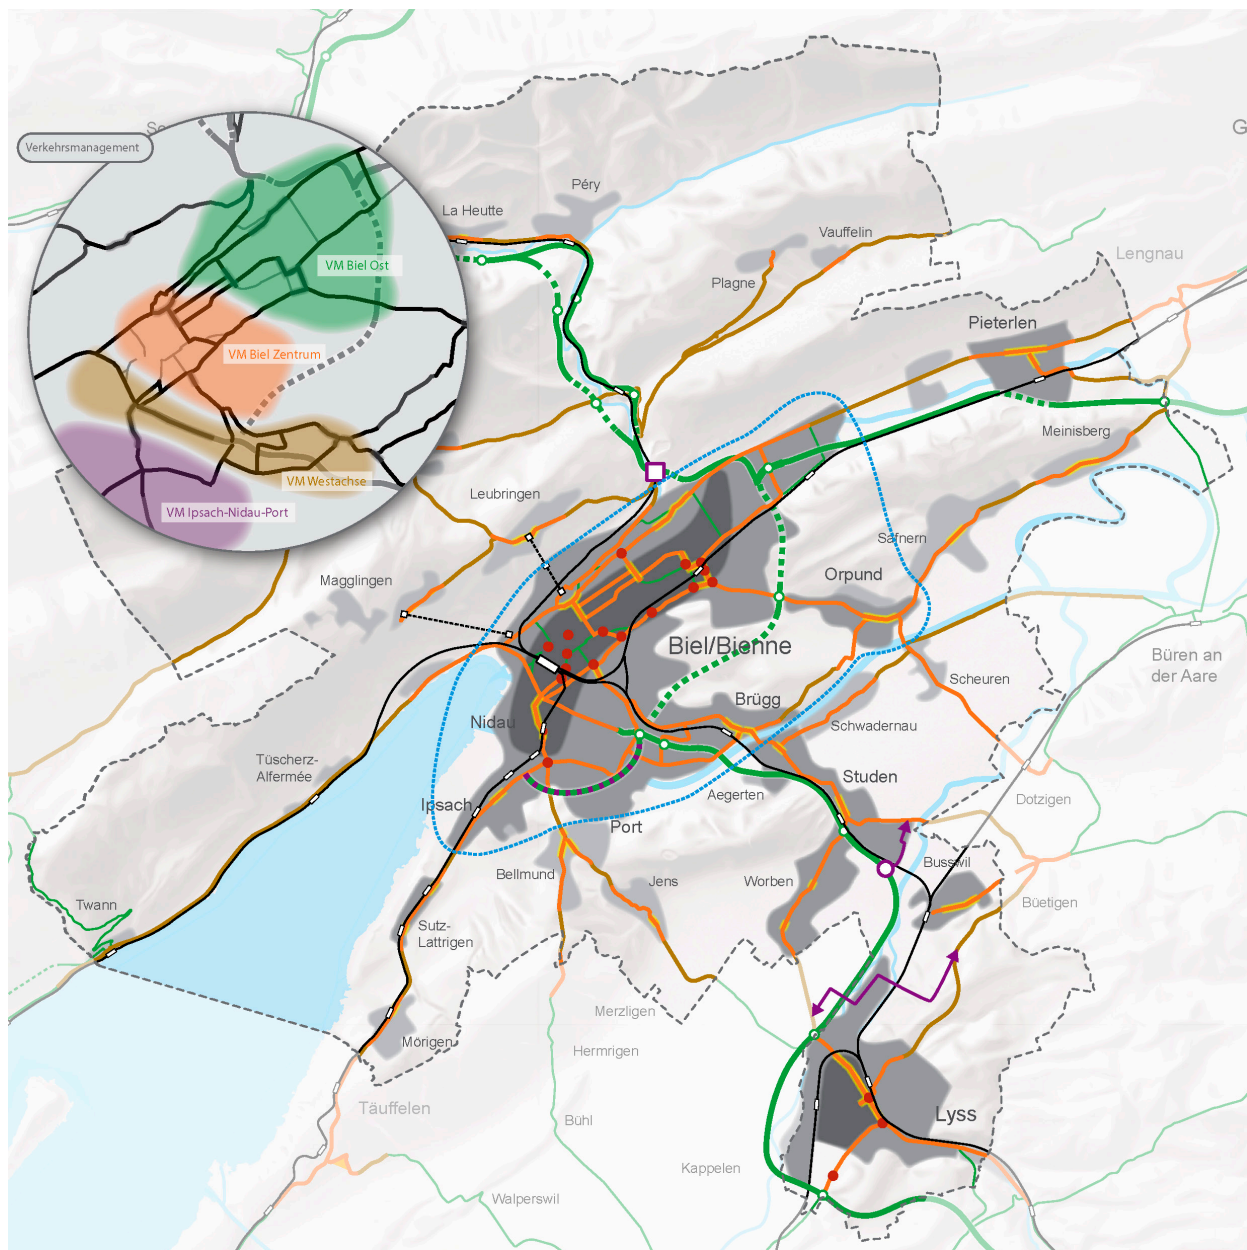 Verkehrsmanagement
VM Biel Ost
VM Biel Zentrum
VM Westachse
VM Ipsach-Nidau-Port
La Heutte
Péry
Vauffelin
Plagne
Lengnau
Pieterlen
Meinisberg
Leubringen
Safnern
Magglingen
Orpund
Biel/Bienne
Büren an
der Aare
Scheuren
Brügg
Schwadernau
Nidau
Tüscherz-
Alfermée
Studen
Aegerten
Dotzigen
Ipsach
Port
Busswil
Bellmund
Jens
Worben
Büetigen
Twann
Sutz-
Lattrigen
Merzligen
Mörigen
Hermrigen
Täuffelen
Bühl
Lyss
Kappelen
Walperswil